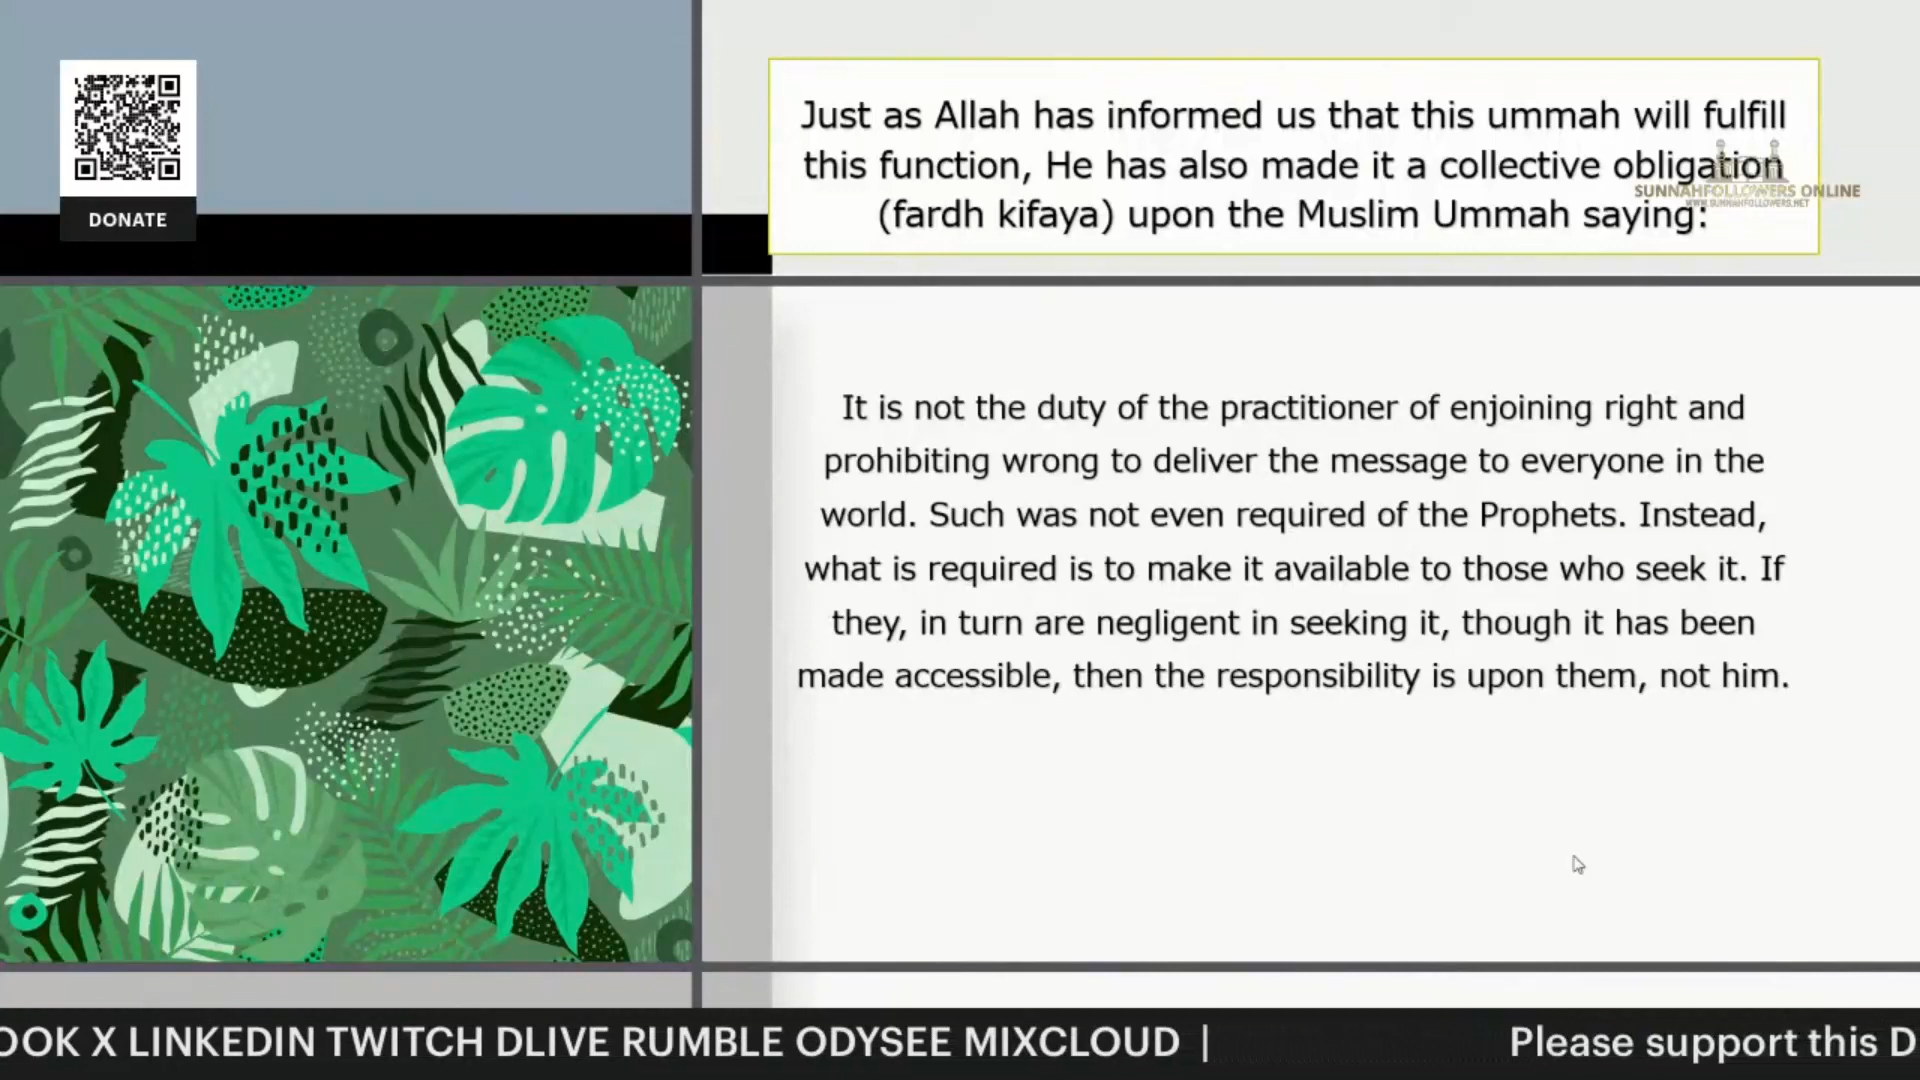 DONATE
Just as Allah has informed us that this ummah will fulfill
this function, He has also made it a collective obligation
(fardh kifaya) upon the Muslim Ummah saying:
SUNNAHFOLLOWERS ONLINE
WWW.SUNNAHFOLLOWERS.NET
It is not the duty of the practitioner of enjoining right and
prohibiting wrong to deliver the message to everyone in the
world. Such was not even required of the Prophets. Instead,
what is required is to make it available to those who seek it. If
they, in turn are negligent in seeking it, though it has been
made accessible, then the responsibility is upon them, not him.
OOK X LINKEDIN TWITCH DLIVE RUMBLE ODYSEE MIXCLOUD | Please support this D